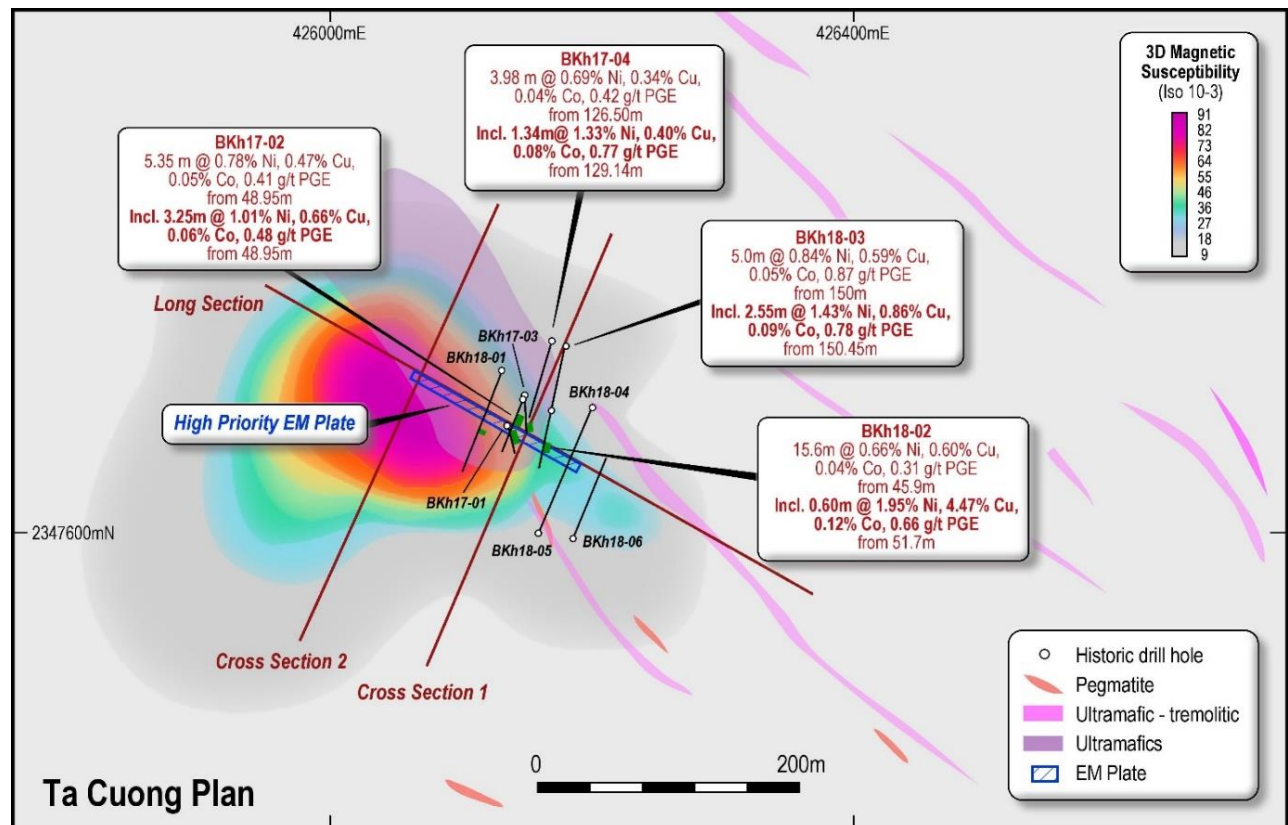 426000mE
426400mE
BKh17-04
3.98 m @ 0.69% Ni, 0.34% Cu,
0.04% Co, 0.42 g/t PGE
from 126.50m
Incl. 1.34m@ 1.33% Ni, 0.40% Cu,
0.08% Co, 0.77 g/t PGE
from 129.14m
3D Magnetic
Susceptibility
(Iso 10-3)
91
82
73
64
55
46
36
27
18
9
BKh17-02
5.35 m @ 0.78% Ni, 0.47% Cu,
0.05% Co, 0.41 g/t PGE
from 48.95m
Incl. 3.25m @ 1.01% Ni, 0.66% Cu,
0.06% Co, 0.48 g/t PGE
from 48.95m
BKh18-03
5.0m @ 0.84% Ni, 0.59% Cu,
0.05% Co, 0.87 g/t PGE
from 150m
Incl. 2.55m @ 1.43% Ni, 0.86% Cu,
0.09% Co, 0.78 g/t PGE
from 150.45m
Long Section
BKh17-03
BKh18-01
BKh18-04
High Priority EM Plate
BKh17-01
BKh18-02
15.6m @ 0.66% Ni, 0.60% Cu,
0.04% Co, 0.31 g/t PGE
from 45.9m
Incl. 0.60m @ 1.95% Ni, 4.47% Cu,
0.12% Co, 0.66 g/t PGE
from 51.7m
2347600mN
BKh18-05
BKh18-06
Cross Section 2
Cross Section 1
Historic drill hole
Pegmatite
Ultramafic - tremolitic
Ultramafics
EM Plate
0
200m
Ta Cuong Plan